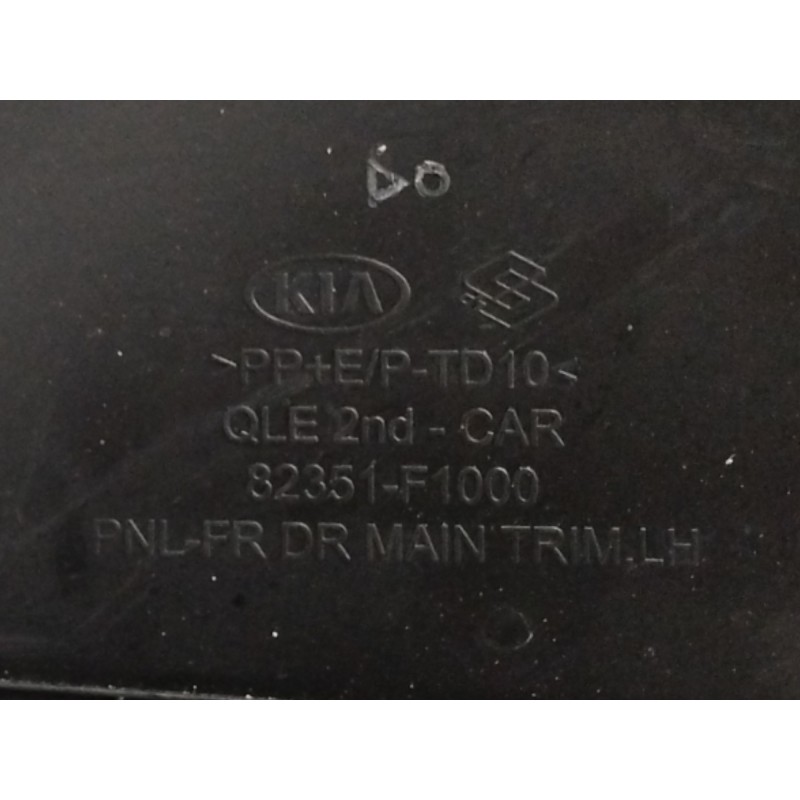 KIA
>PP+E/P-TD10<
QLE 2nd - CAR
82351-F1000
PNL-FR DR MAIN TRIM.LH